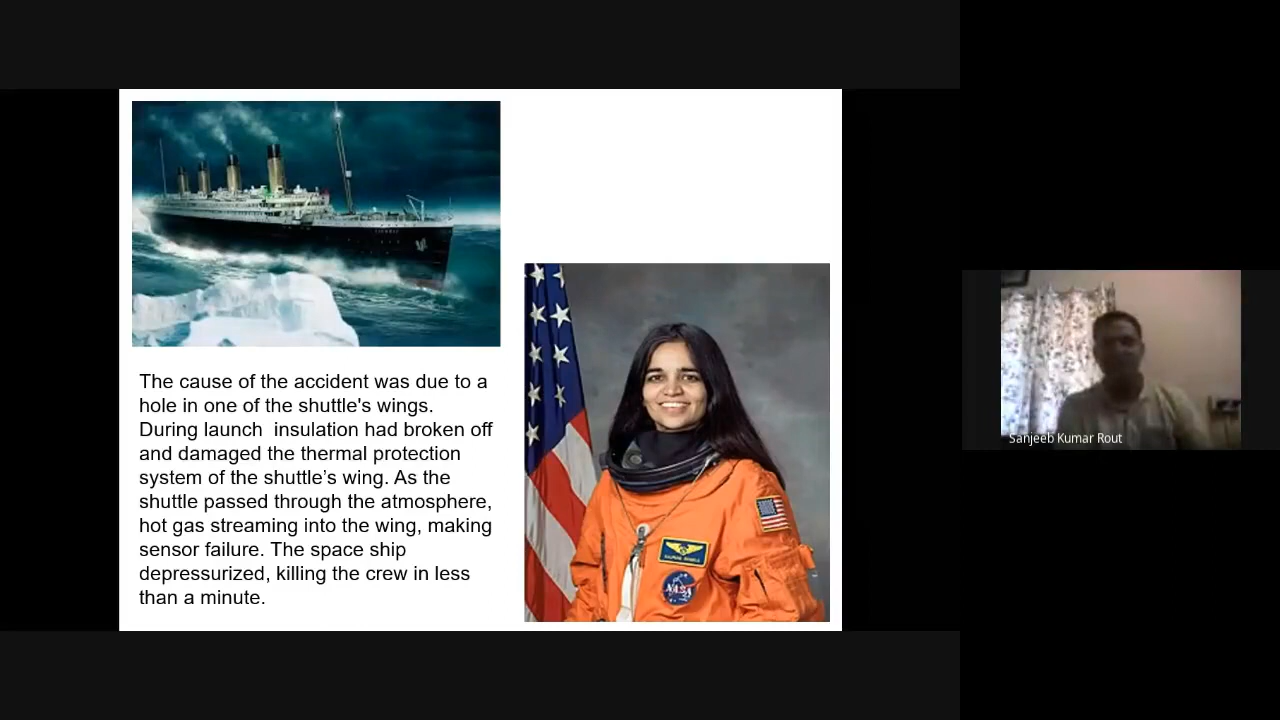 The cause of the accident was due to a
hole in one of the shuttle's wings.
During launch  insulation had broken off
and damaged the thermal protection
system of the shuttle’s wing. As the
shuttle passed through the atmosphere,
hot gas streaming into the wing, making
sensor failure. The space ship
depressurized, killing the crew in less
than a minute.
NASA
Sanjeeb Kumar Rout